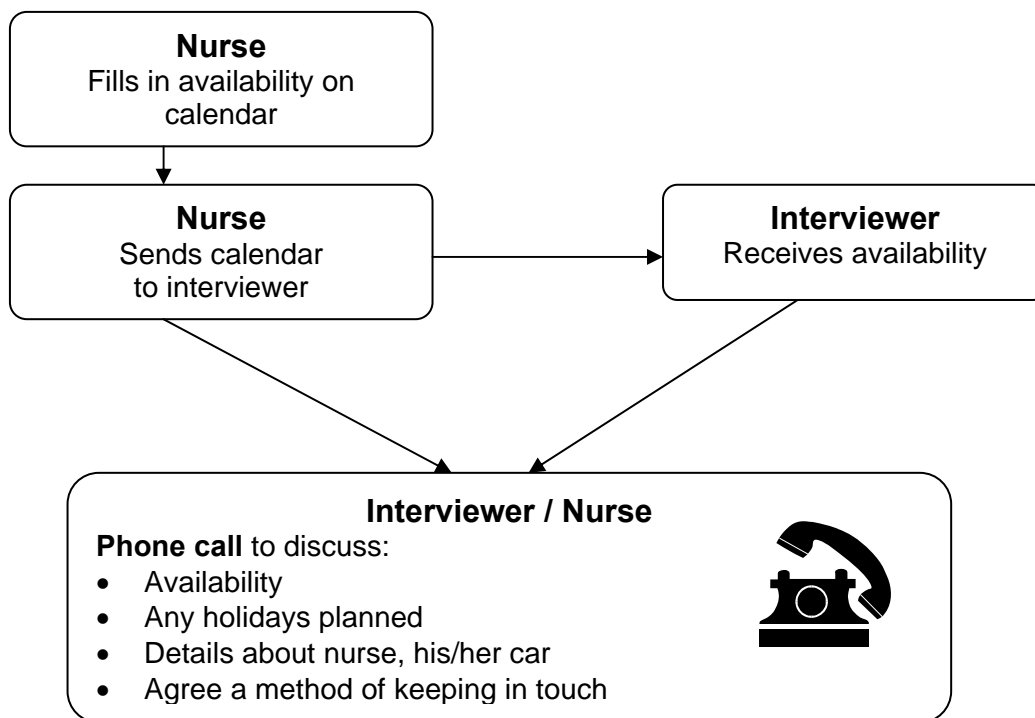 Nurse
Fills in availability on
calendar
Nurse
Sends calendar
to interviewer
Interviewer
Receives availability
Interviewer / Nurse
Phone call to discuss:
• Availability
• Any holidays planned
• Details about nurse, his/her car
• Agree a method of keeping in touch